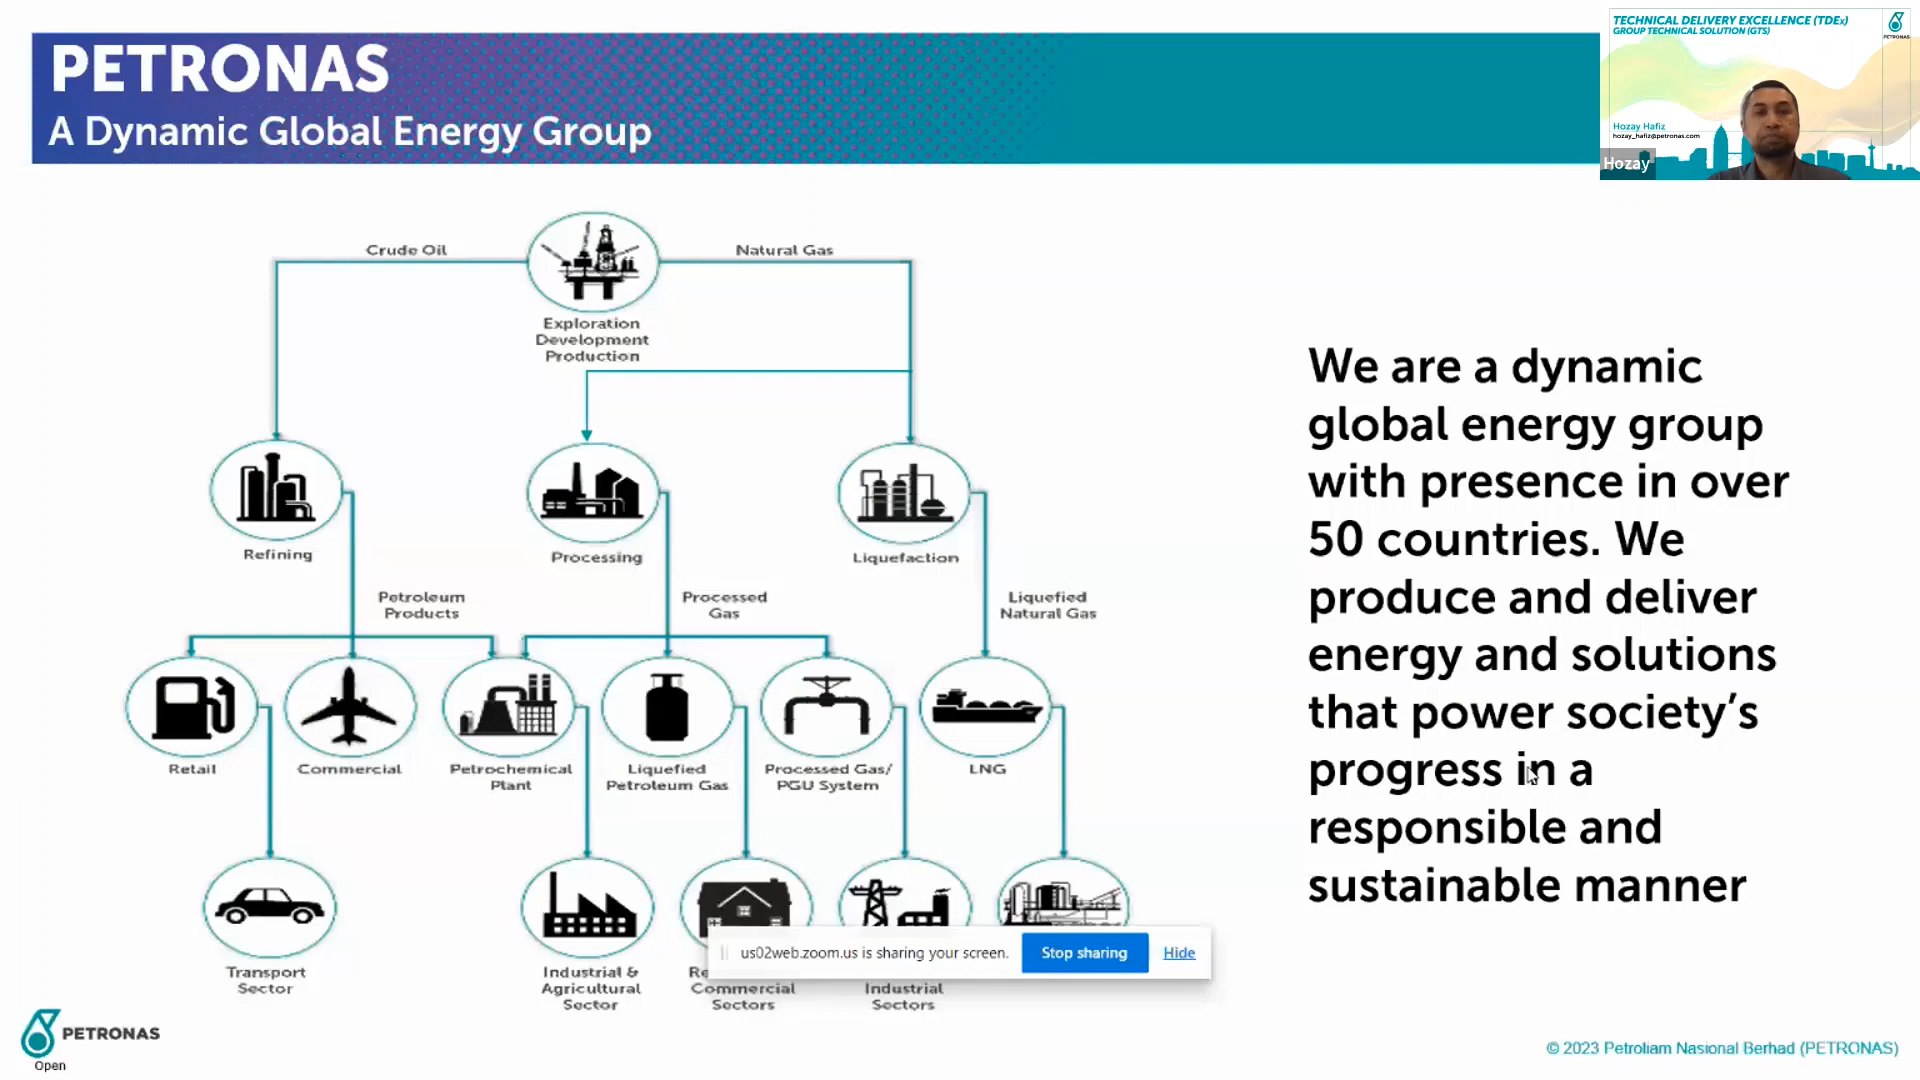 PETRONAS
A Dynamic Global Energy Group
TECHNICAL DELIVERY EXCELLENCE (TDEx)
GROUP TECHNICAL SOLUTION (GTS)
PETRONAS
Hozay Hafiz
hozay_hafiz@petronas.com
Hozay
Crude Oil
Natural Gas
Exploration
Development
Production
Refining
Processing
Liquefaction
Petroleum
Products
Processed
Gas
Liquefied
Natural Gas
Retail
Commercial
Petrochemical
Plant
Liquefied
Petroleum Gas
Processed Gas/
PGU System
LNG
Transport
Sector
Industrial &
Agricultural
Sector
Commercial
Sectors
Industrial
Sectors
We are a dynamic
global energy group
with presence in over
50 countries. We
produce and deliver
energy and solutions
that power society’s
progress in a
responsible and
sustainable manner
us02web.zoom.us is sharing your screen.
Stop sharing
Hide
PETRONAS
Open
© 2023 Petroliam Nasional Berhad (PETRONAS)